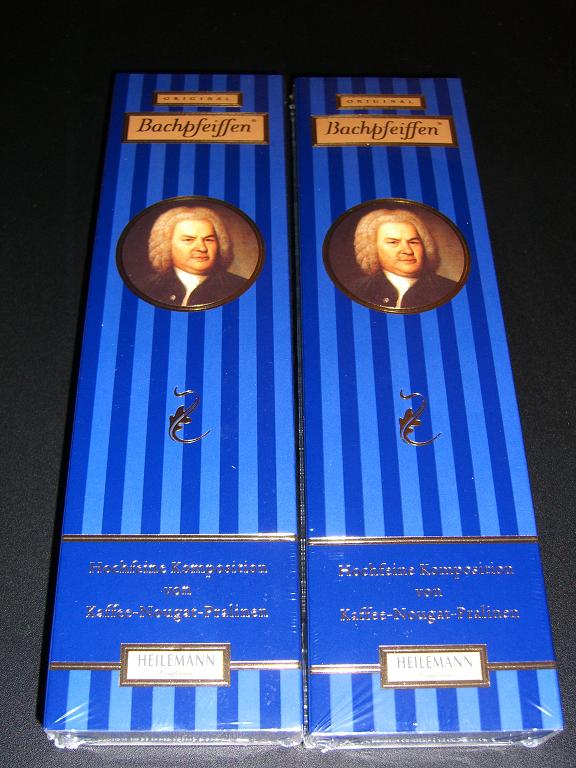 ORIGINAL
Bachpfeiffen
Hochfeine Komposition
von
Kaffee-Nougat-Pralinen
HEILEMANN
ORIGINAL
Bachpfeiffen
Hochfeine Komposition
von
Kaffee-Nougat-Pralinen
HEILEMANN